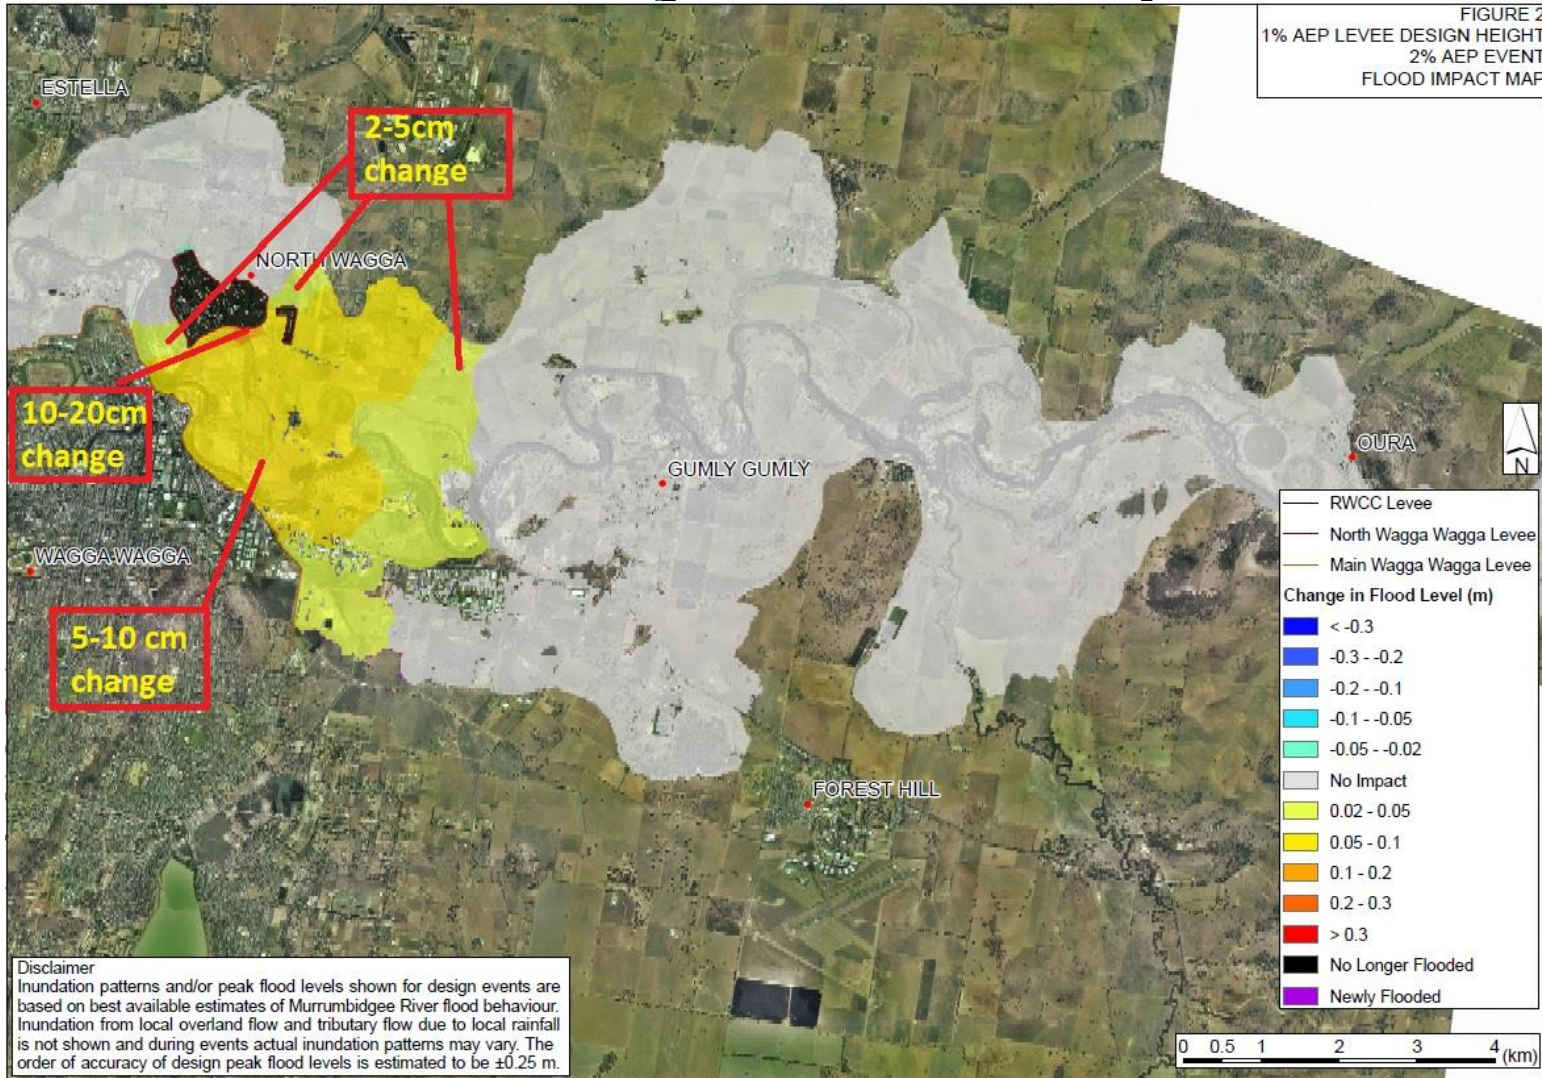 FIGURE 2
1% AEP LEVEE DESIGN HEIGHT
2% AEP EVENT
FLOOD IMPACT MAP
ESTELLA
2-5cm
change
NORTH WAGGA
10-20cm
change
GUMLY GUMLY
OURA
N
WAGGA WAGGA
5-10 cm
change
FOREST HILL
RWCC Levee
North Wagga Wagga Levee
Main Wagga Wagga Levee
Change in Flood Level (m)
< -0.3
-0.3 - -0.2
-0.2 - -0.1
-0.1 - -0.05
-0.05 - -0.02
No Impact
0.02 - 0.05
0.05 - 0.1
0.1 - 0.2
0.2 - 0.3
> 0.3
No Longer Flooded
Newly Flooded
Disclaimer
Inundation patterns and/or peak flood levels shown for design events are
based on best available estimates of Murrumbidgee River flood behaviour.
Inundation from local overland flow and tributary flow due to local rainfall
is not shown and during events actual inundation patterns may vary. The
order of accuracy of design peak flood levels is estimated to be ±0.25 m.
0 0.5 1 2 3 4 (km)